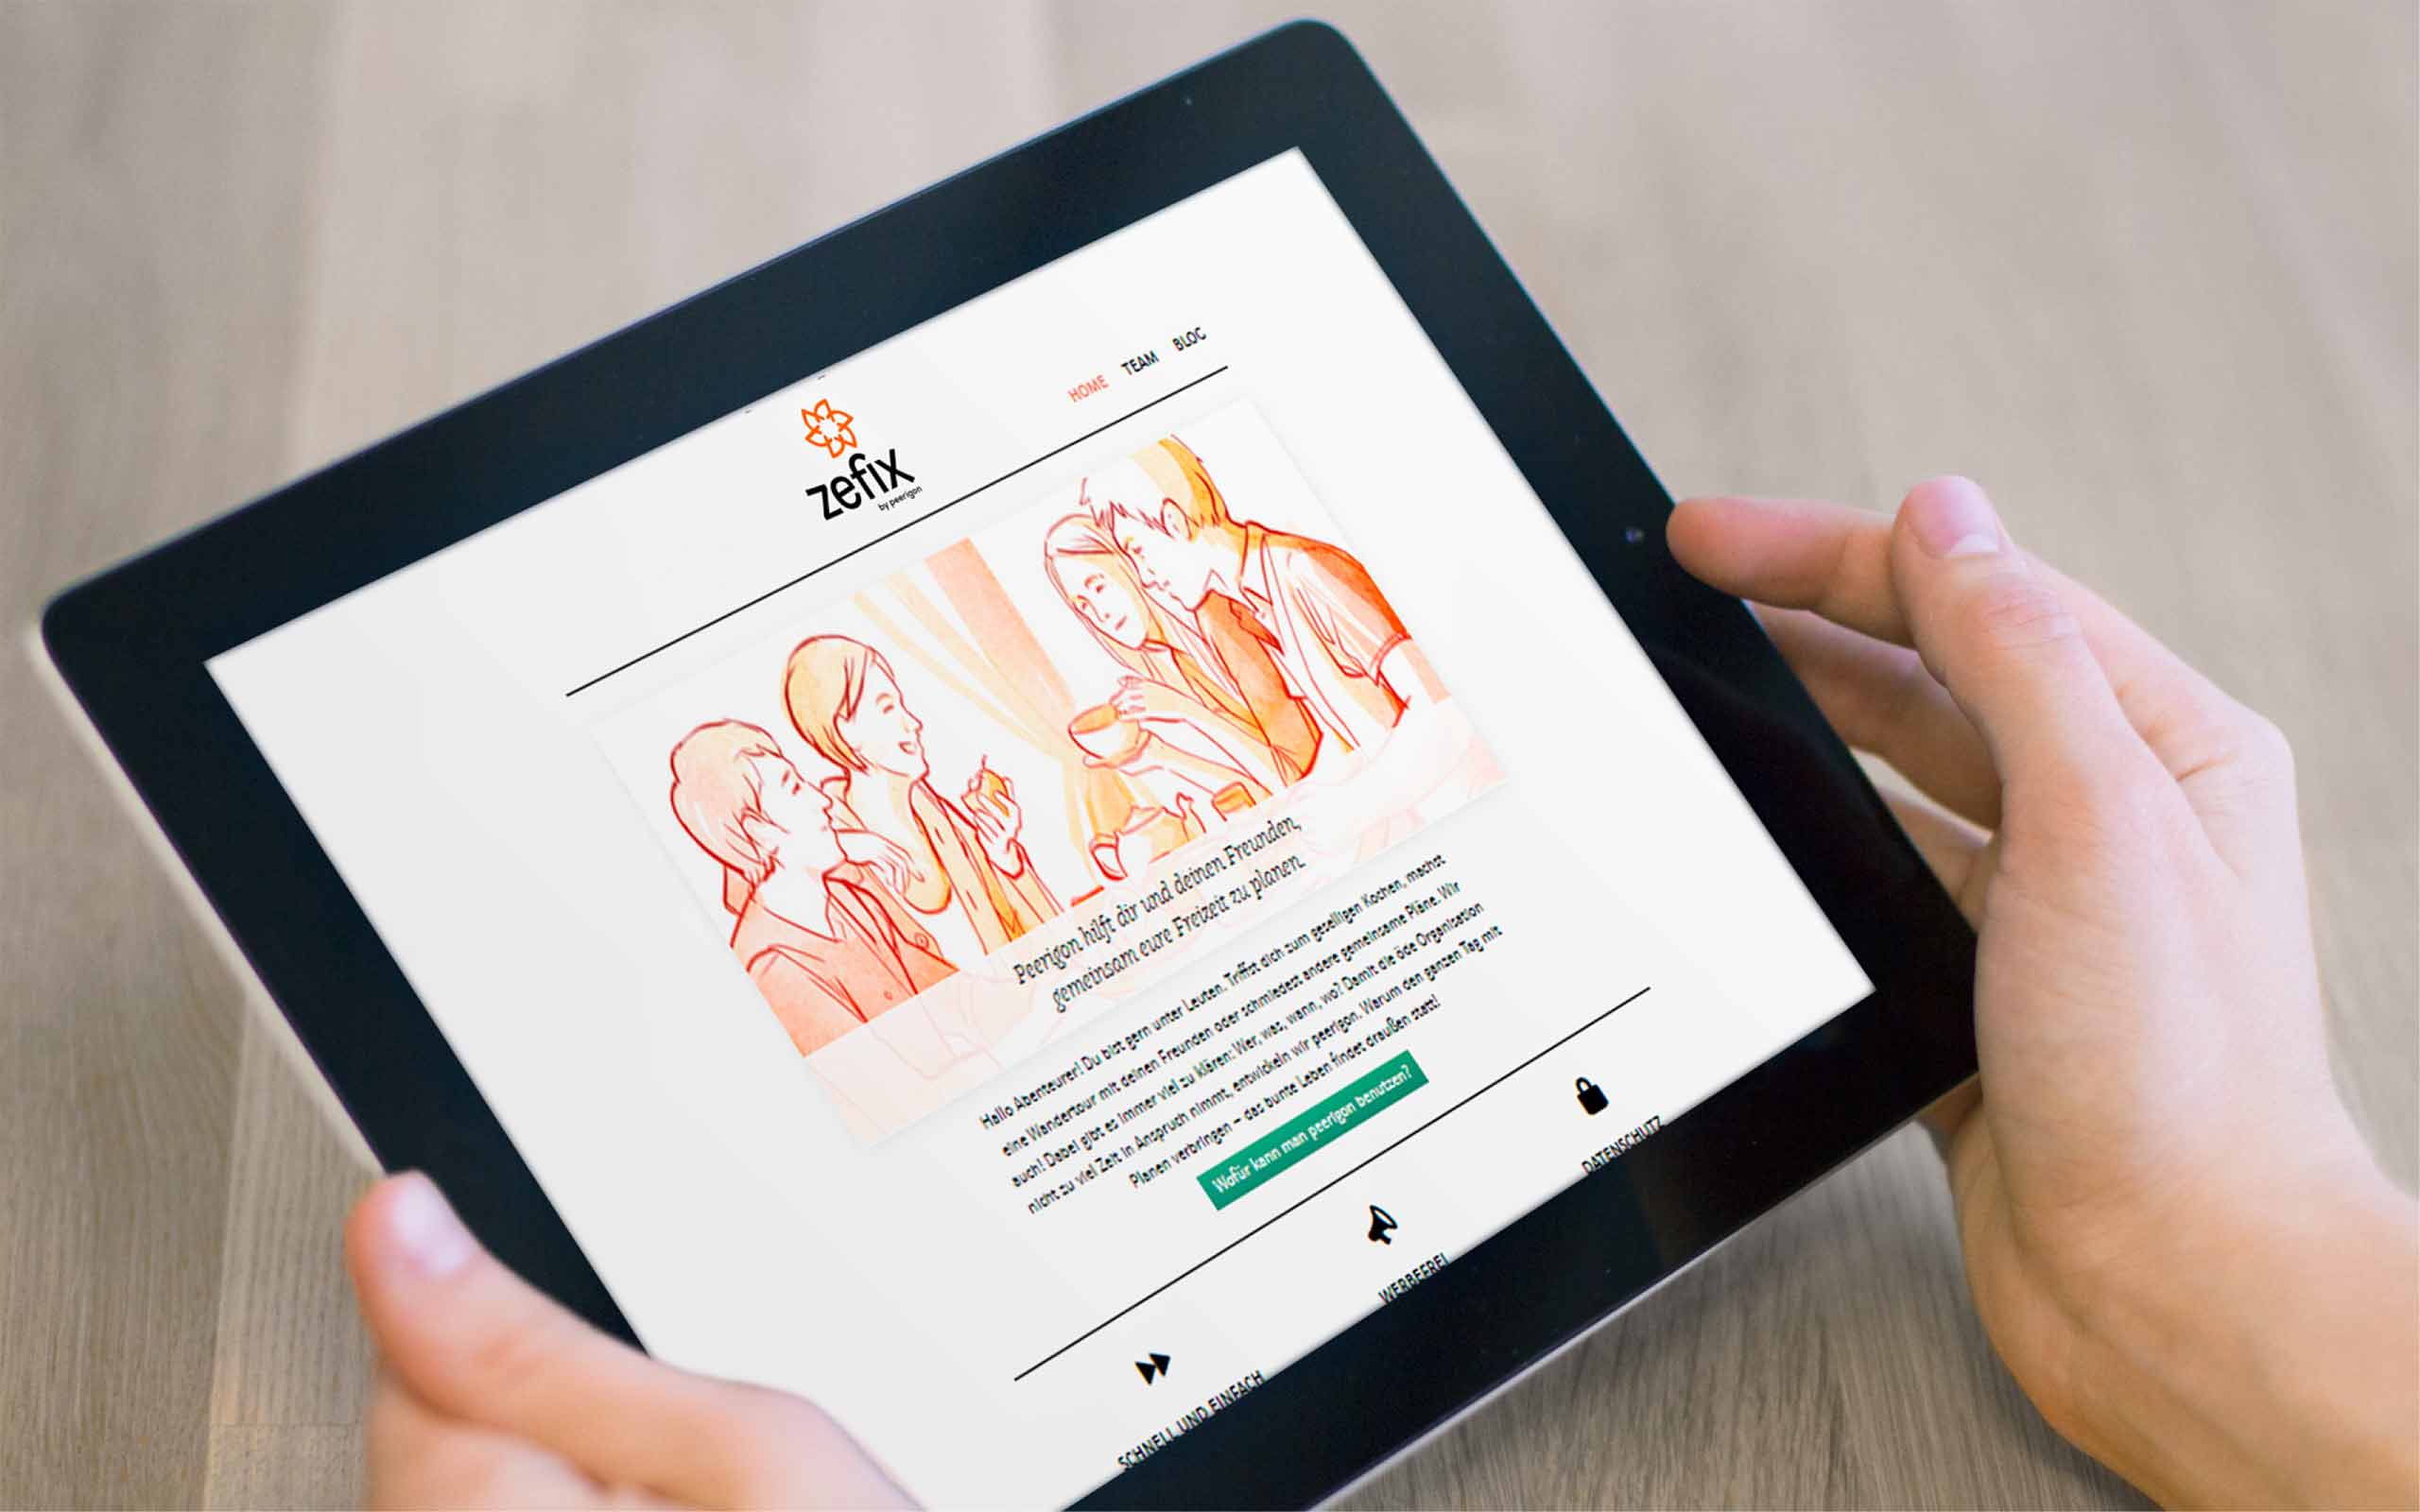 HOME TEAM BLOG
zefix
by peerigon
Peerigon hilft dir und deinen Freunden,
gemeinsam eure Freizeit zu planen.
Hallo Abenteurer! Du bist gern unter Leuten. Triffst dich zum geselligen Kochen, machst
eine Wandertour mit deinen Freunden oder schmiedest andere gemeinsame Pläne. Wir
auch! Dabei gibt es immer viel zu klären: Wer, was, wann, wo? Damit die öde Organisation
nicht zu viel Zeit in Anspruch nimmt, entwickeln wir peerigon. Warum den ganzen Tag mit
Planen verbringen – das bunte Leben findet draußen statt!
Wofür kann man peerigon benutzen?
SCHNELL UND EINFACH
WERBEFREI
DATENSCHUTZ